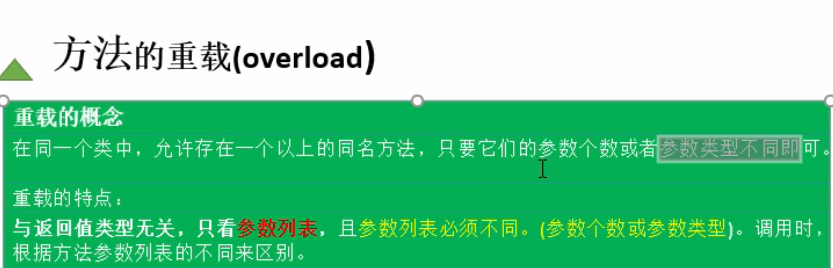 方法的重载(overload)
重载的概念
在同一个类中，允许存在一个以上的同名方法，只要它们的参数个数或者参数类型不同即可。
重载的特点：
与返回值类型无关，只看参数列表，且参数列表必须不同。(参数个数或参数类型)。调用时，
根据方法参数列表的不同来区别。